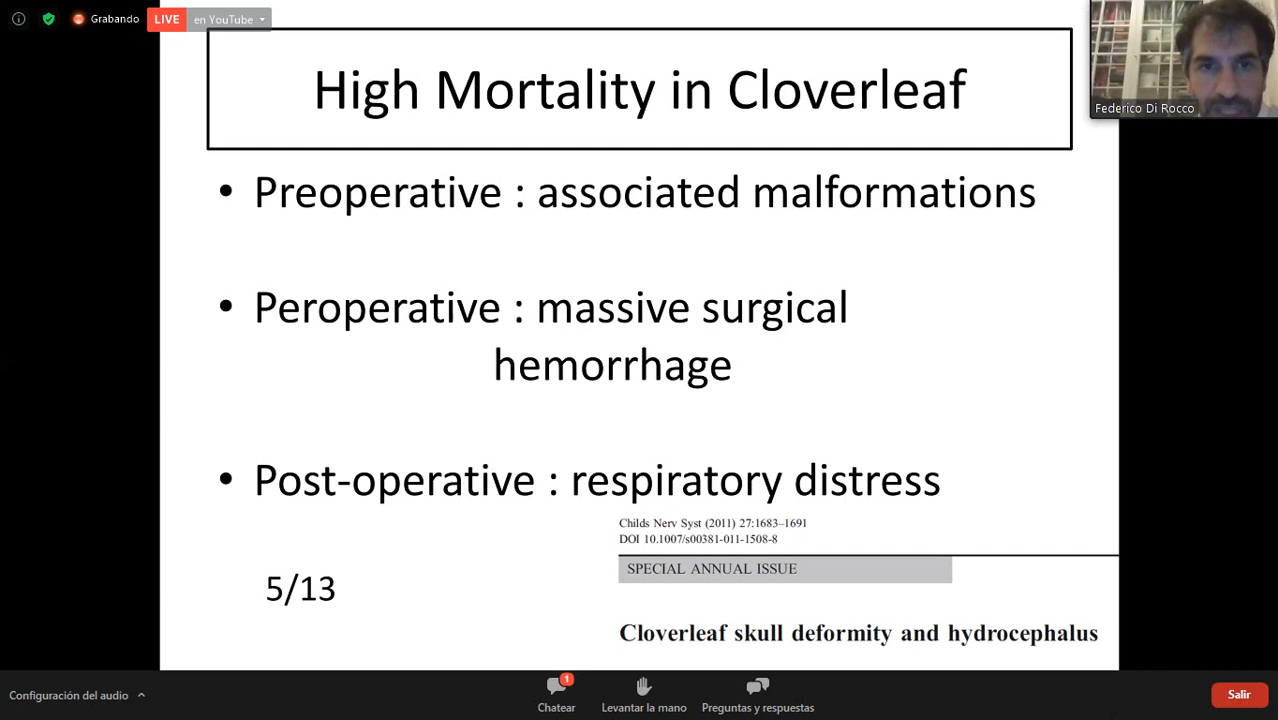 Grabando
LIVE en YouTube
High Mortality in Cloverleaf
Federico Di Rocco
• Preoperative : associated malformations
• Peroperative : massive surgical
hemorrhage
• Post-operative : respiratory distress
Childs Nerv Syst (2011) 27:1683–1691
DOI 10.1007/s00381-011-1508-8
SPECIAL ANNUAL ISSUE
5/13
Cloverleaf skull deformity and hydrocephalus
Configuración del audio
1
Chatear
Levantar la mano
Preguntas y respuestas
Salir